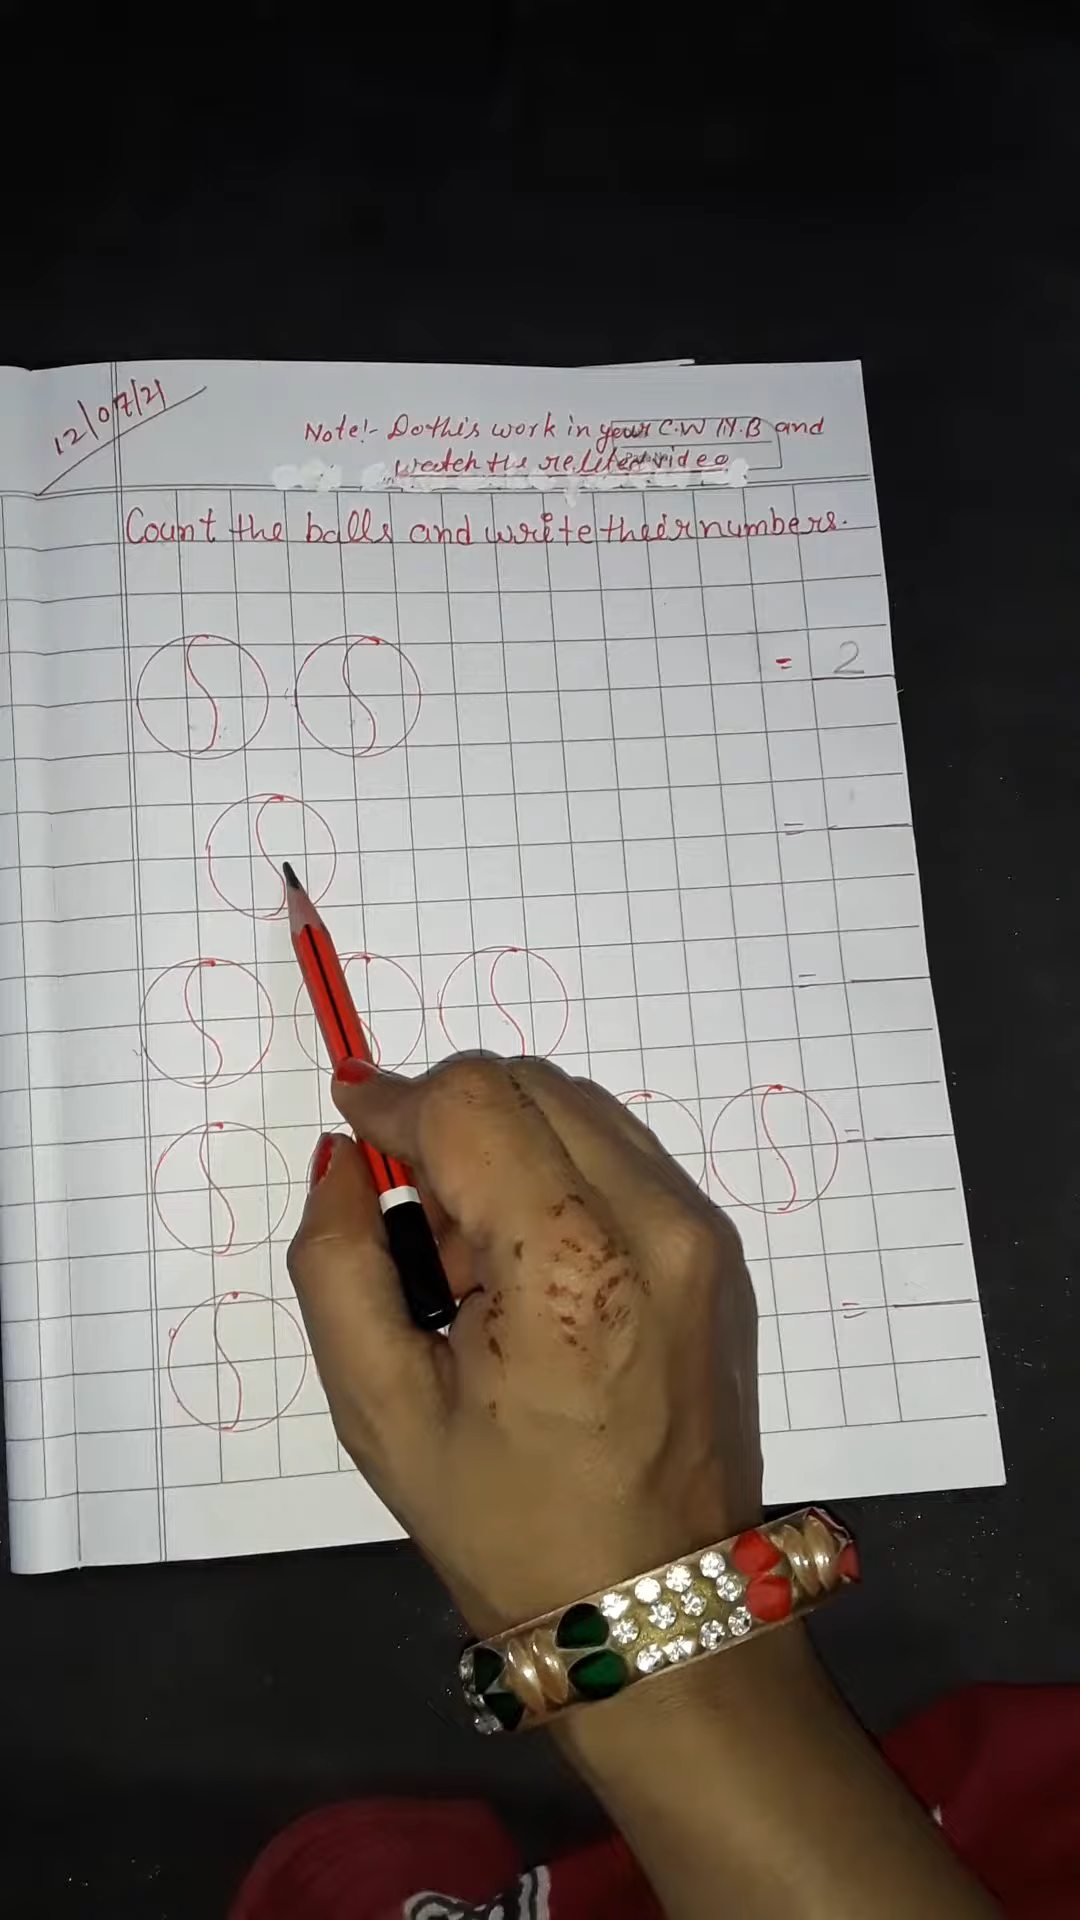 12/07/21
Note:- Do this work in your C.W N.B and
watch the related video
Count the balls and write their numbers.
= 2
=
=
=
=